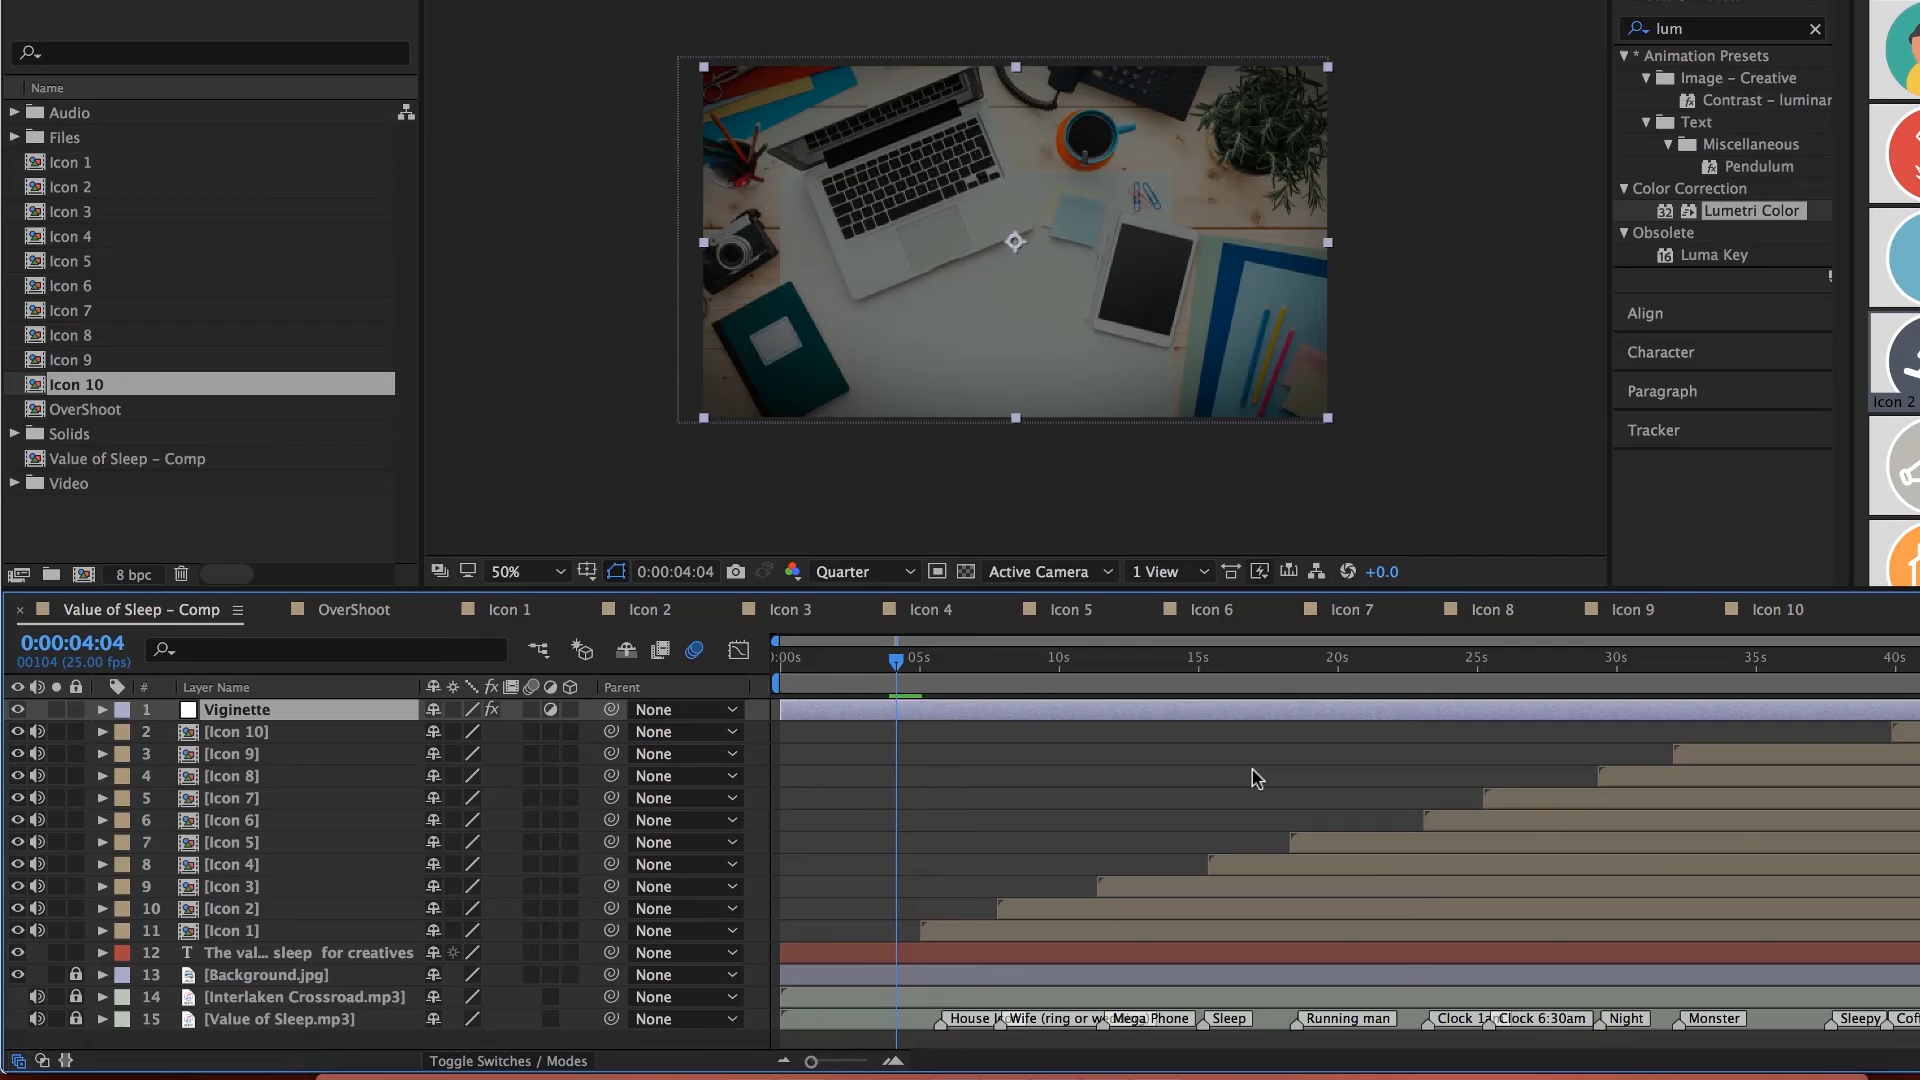 lum
* Animation Presets
Name
Image – Creative
Audio
Contrast – luminar
Files
Text
Icon 1
Miscellaneous
Icon 2
Pendulum
Icon 3
Color Correction
Icon 4
Lumetri Color
Icon 5
Obsolete
Icon 6
Luma Key
Icon 7
Align
Icon 8
Character
Icon 9
Paragraph
Icon 10
Icon 2
OverShoot
Tracker
Solids
Value of Sleep – Comp
Video
8 bpc
50%
0:00:04:04
Quarter
Active Camera
1 View
+0.0
Value of Sleep – Comp
OverShoot
Icon 1
Icon 2
Icon 3
Icon 4
Icon 5
Icon 6
Icon 7
Icon 8
Icon 9
Icon 10
0:00:04:04
00104 (25.00 fps)
):00s 05s 10s 15s 20s 25s 30s 35s 40s
# Layer Name Parent
1 Viginette fx None
2 [Icon 10] None
3 [Icon 9] None
4 [Icon 8] None
5 [Icon 7] None
6 [Icon 6] None
7 [Icon 5] None
8 [Icon 4] None
9 [Icon 3] None
10 [Icon 2] None
11 [Icon 1] None
12 T The val... sleep for creatives None
13 [Background.jpg] None
14 [Interlaken Crossroad.mp3] None
15 [Value of Sleep.mp3] None
House Wife (ring or Mega Phone Sleep Running man Clock Clock 6:30am Night Monster Sleepy Cof
Toggle Switches / Modes